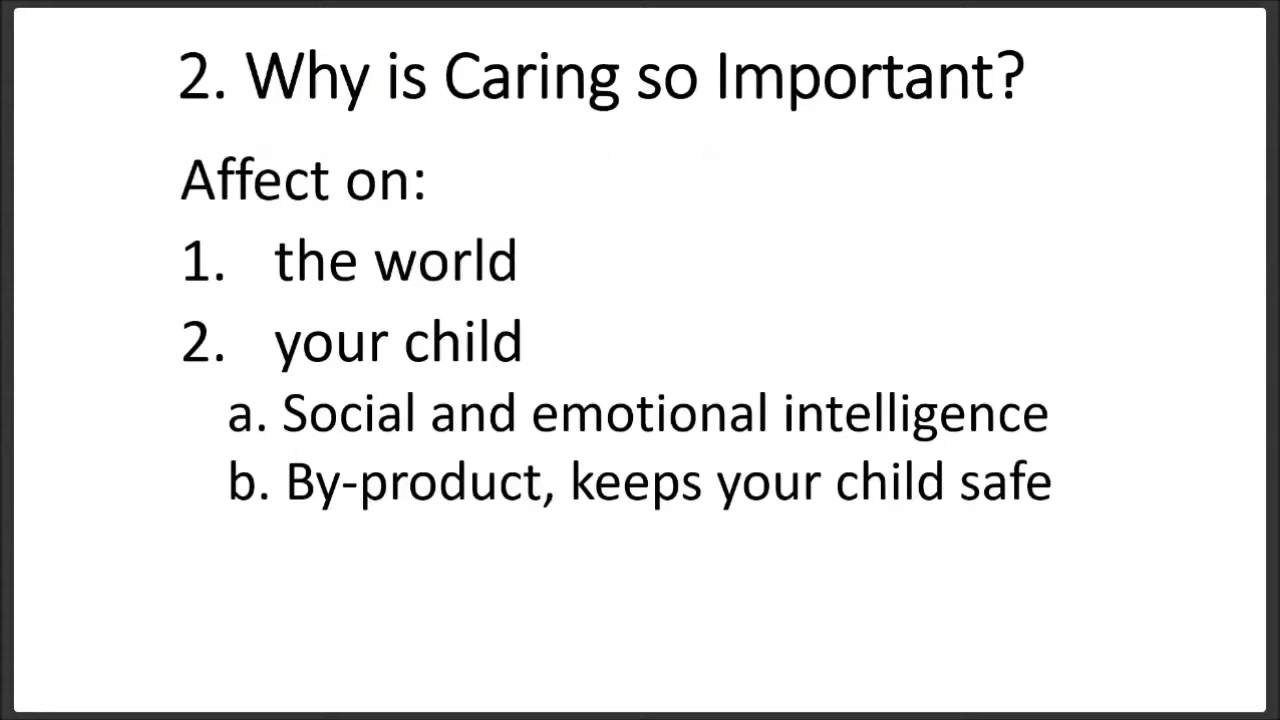 2. Why is Caring so Important?
Affect on:
1. the world
2. your child
a. Social and emotional intelligence
b. By-product, keeps your child safe